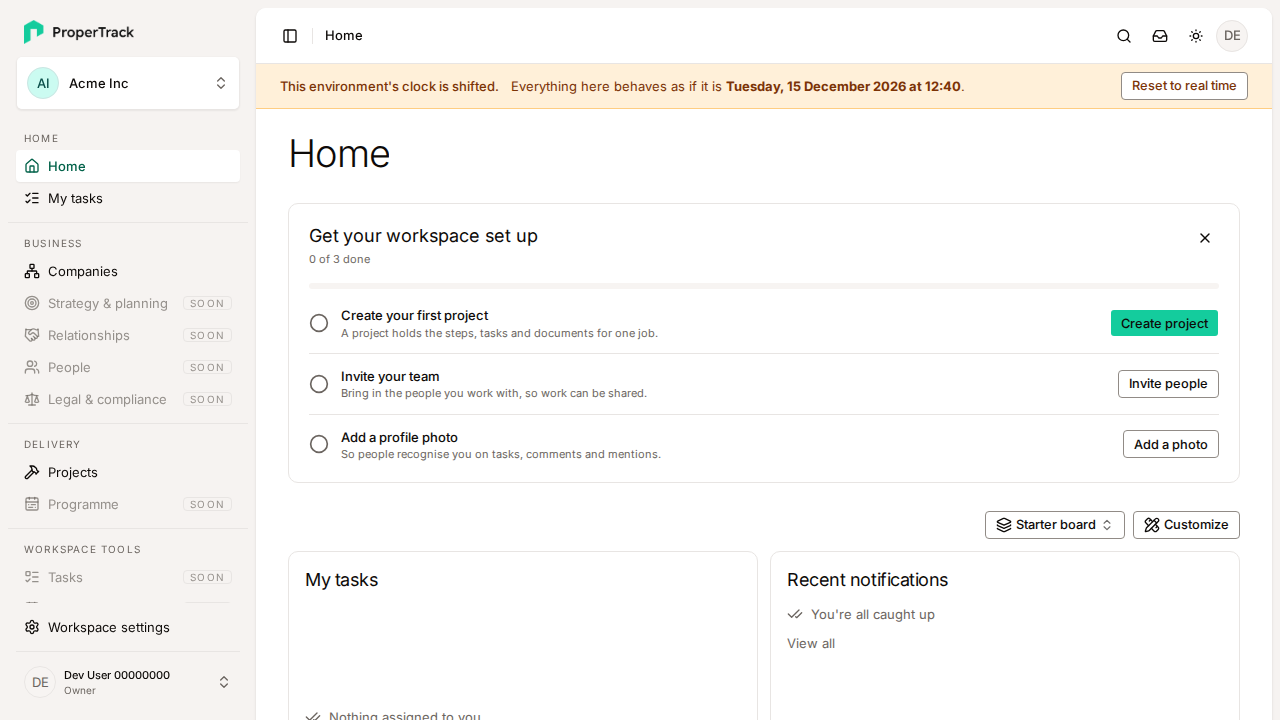 ProperTrack
AI
Acme Inc
HOME
Home
My tasks
BUSINESS
Companies
Strategy & planning SOON
Relationships SOON
People SOON
Legal & compliance SOON
DELIVERY
Projects
Programme SOON
WORKSPACE TOOLS
Tasks SOON
Workspace settings
DE
Dev User 00000000
Owner
Home
DE
This environment's clock is shifted. Everything here behaves as if it is Tuesday, 15 December 2026 at 12:40.
Reset to real time
Home
Get your workspace set up
0 of 3 done
Create your first project
A project holds the steps, tasks and documents for one job.
Create project
Invite your team
Bring in the people you work with, so work can be shared.
Invite people
Add a profile photo
So people recognise you on tasks, comments and mentions.
Add a photo
Starter board
Customize
My tasks
Nothing assigned to you
Recent notifications
You're all caught up
View all